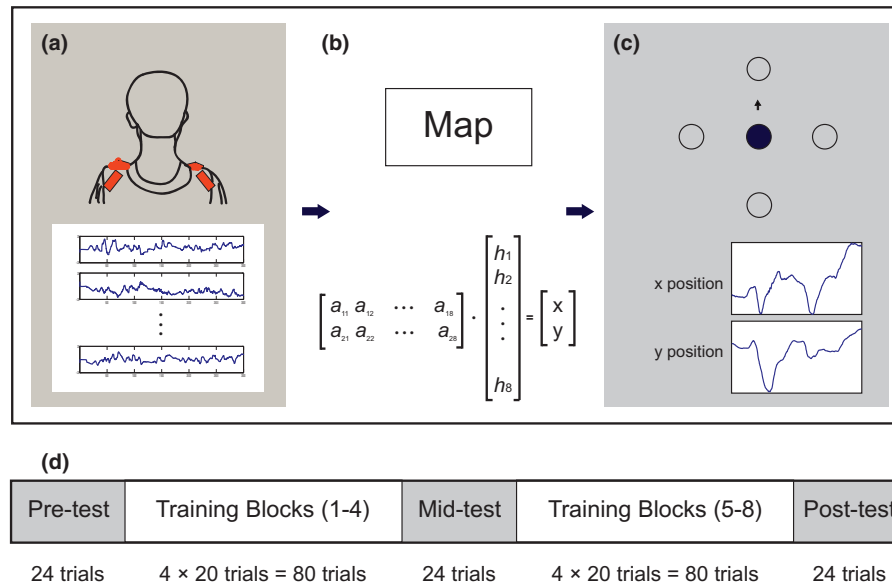 (a)
(b)
(c)
Map
a11 a12 ... a18
a21 a22 ... a28
.
h1
h2
.
.
.
h8
=
x
y
x position
y position
(d)
Pre-test
Training Blocks (1-4)
Mid-test
Training Blocks (5-8)
Post-test
24 trials
4 × 20 trials = 80 trials
24 trials
4 × 20 trials = 80 trials
24 trials